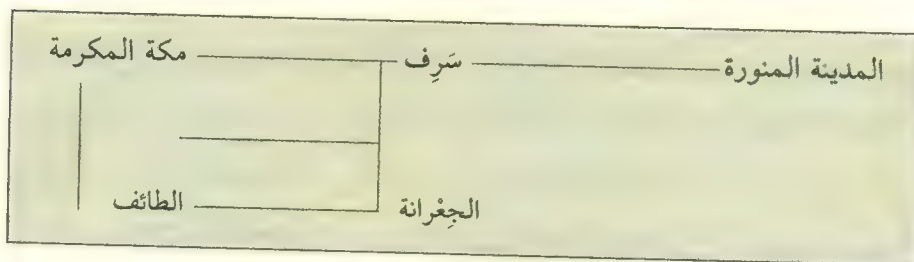 المدينة المنورة سَرِف مكة المكرمة
الجِعْرانة الطائف